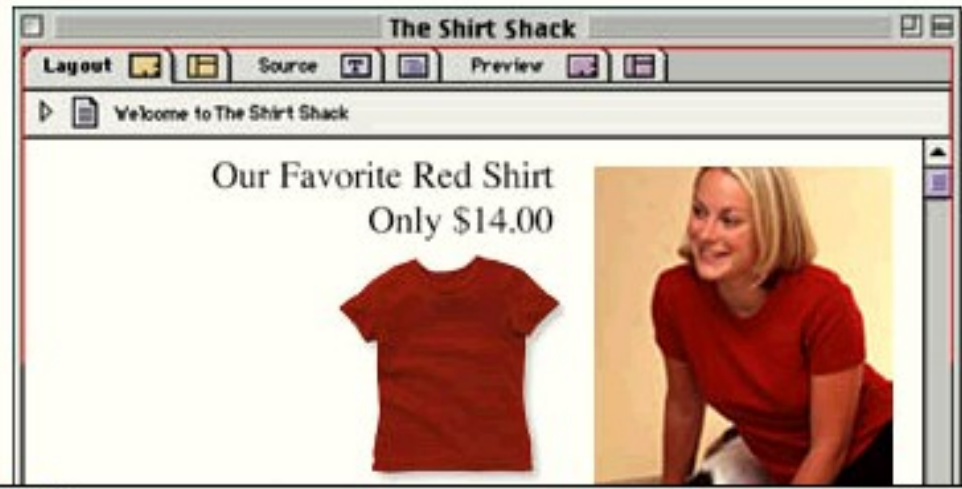 The Shirt Shack
Layout Source Preview
Welcome to The Shirt Shack
Our Favorite Red Shirt
Only $14.00